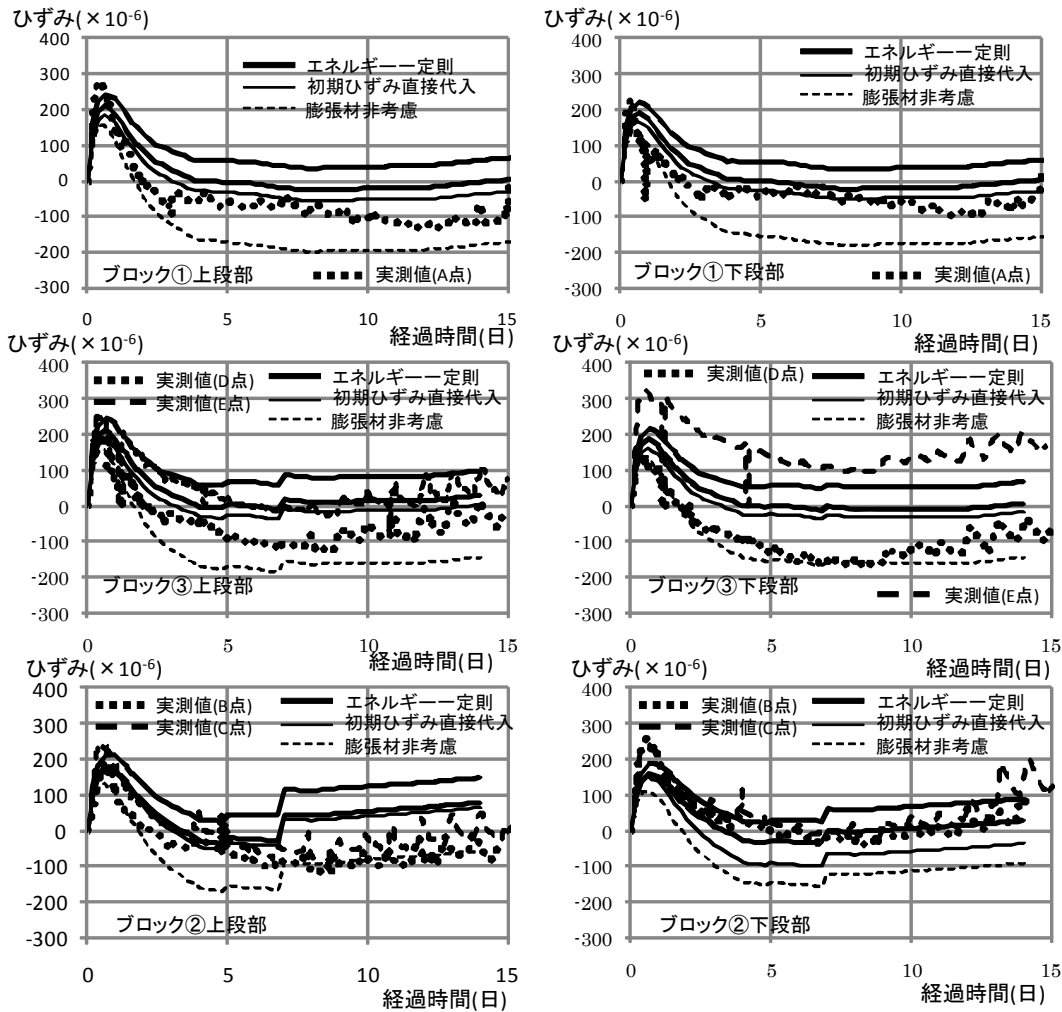 ひずみ(×10-6)
400
300
200
100
0
-100
-200
-300
0
5
10
15
エネルギー一定則
初期ひずみ直接代入
膨張材非考慮
ブロック①上段部
実測値(A点)
経過時間(日)
ひずみ(×10-6)
400
300
200
100
0
-100
-200
-300
0
5
10
15
エネルギー一定則
初期ひずみ直接代入
膨張材非考慮
ブロック①下段部
実測値(A点)
経過時間(日)
ひずみ(×10-6)
400
300
200
100
0
-100
-200
-300
0
5
10
15
実測値(D点)
実測値(E点)
エネルギー一定則
初期ひずみ直接代入
膨張材非考慮
ブロック③上段部
経過時間(日)
ひずみ(×10-6)
400
300
200
100
0
-100
-200
-300
0
5
10
15
実測値(D点)
エネルギー一定則
初期ひずみ直接代入
膨張材非考慮
ブロック③下段部
実測値(E点)
経過時間(日)
ひずみ(×10-6)
400
300
200
100
0
-100
-200
-300
0
5
10
15
実測値(B点)
実測値(C点)
エネルギー一定則
初期ひずみ直接代入
膨張材非考慮
ブロック②上段部
経過時間(日)
ひずみ(×10-6)
400
300
200
100
0
-100
-200
-300
0
5
10
15
実測値(B点)
実測値(C点)
エネルギー一定則
初期ひずみ直接代入
膨張材非考慮
ブロック②下段部
経過時間(日)